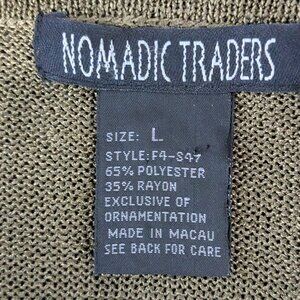 NOMADIC TRADERS
SIZE: L
STYLE: F4-S47
65% POLYESTER
35% RAYON
EXCLUSIVE OF
ORNAMENTATION
MADE IN MACAU
SEE BACK FOR CARE